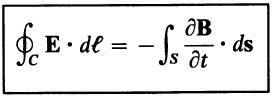 ∮_C E · dℓ = − ∫_S ∂B/∂t · ds